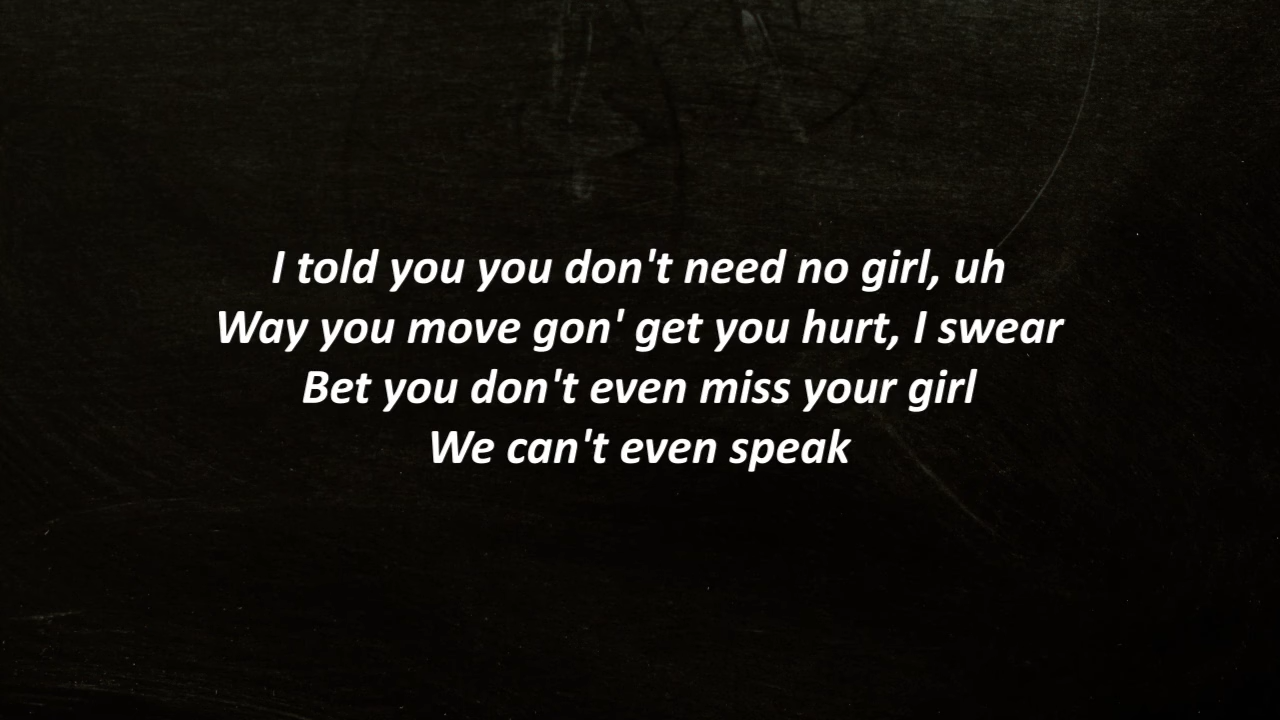 I told you you don't need no girl, uh
Way you move gon' get you hurt, I swear
Bet you don't even miss your girl
We can't even speak